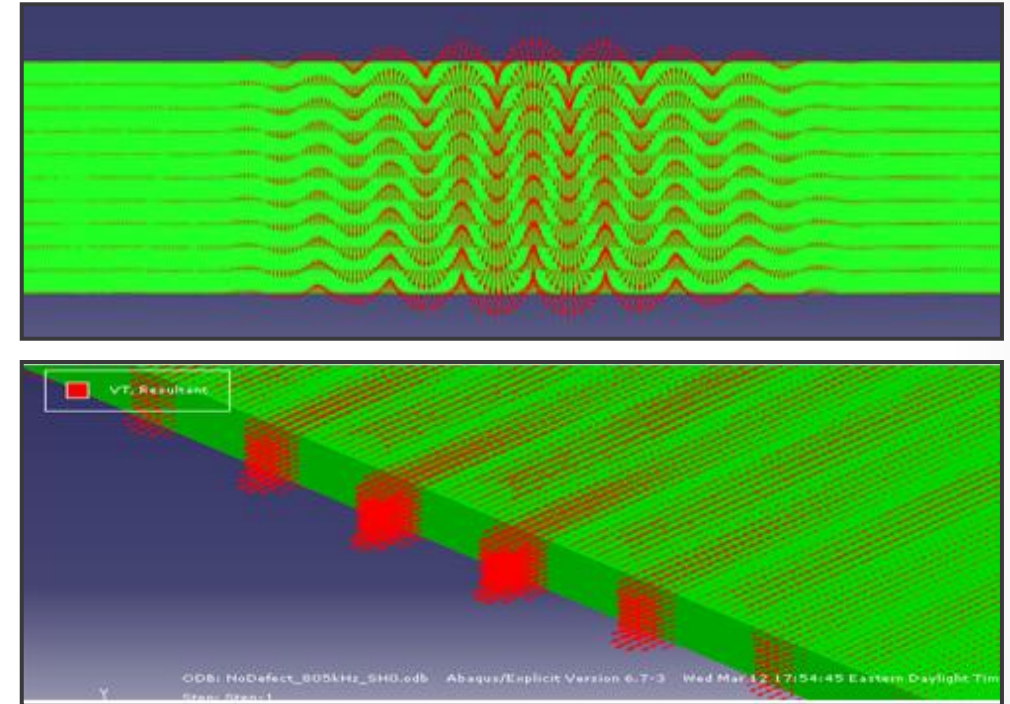 VT, Resultant
ODB: NoDefect_805kHz_SH0.odb Abaqus/Explicit Version 6.7-3 Wed Mar 12 17:54:45 Eastern Daylight Tim
Y
Step: Step-1